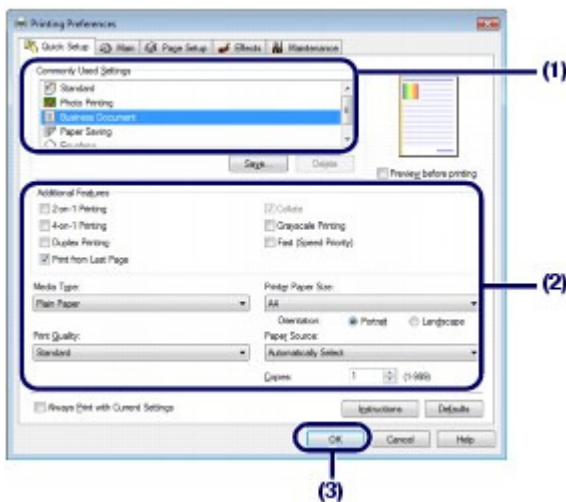 Printing Preferences
Quick Setup Main Page Setup Effects Maintenance
Commonly Used Settings
(1)
Standard
Photo Printing
Business Document
Paper Saving
Envelope
Save... Delete
Preview before printing
Additional Features
2-on-1 Printing Collate
4-on-1 Printing Grayscale Printing
Duplex Printing Fast (Speed Priority)
Print from Last Page
(2)
Media Type: Printer Paper Size:
Plain Paper A4
Orientation: Portrait Landscape
Print Quality: Paper Source:
Standard Automatically Select
Copies: 1 (1-999)
Always Print with Current Settings Instructions Defaults
OK Cancel Help
(3)